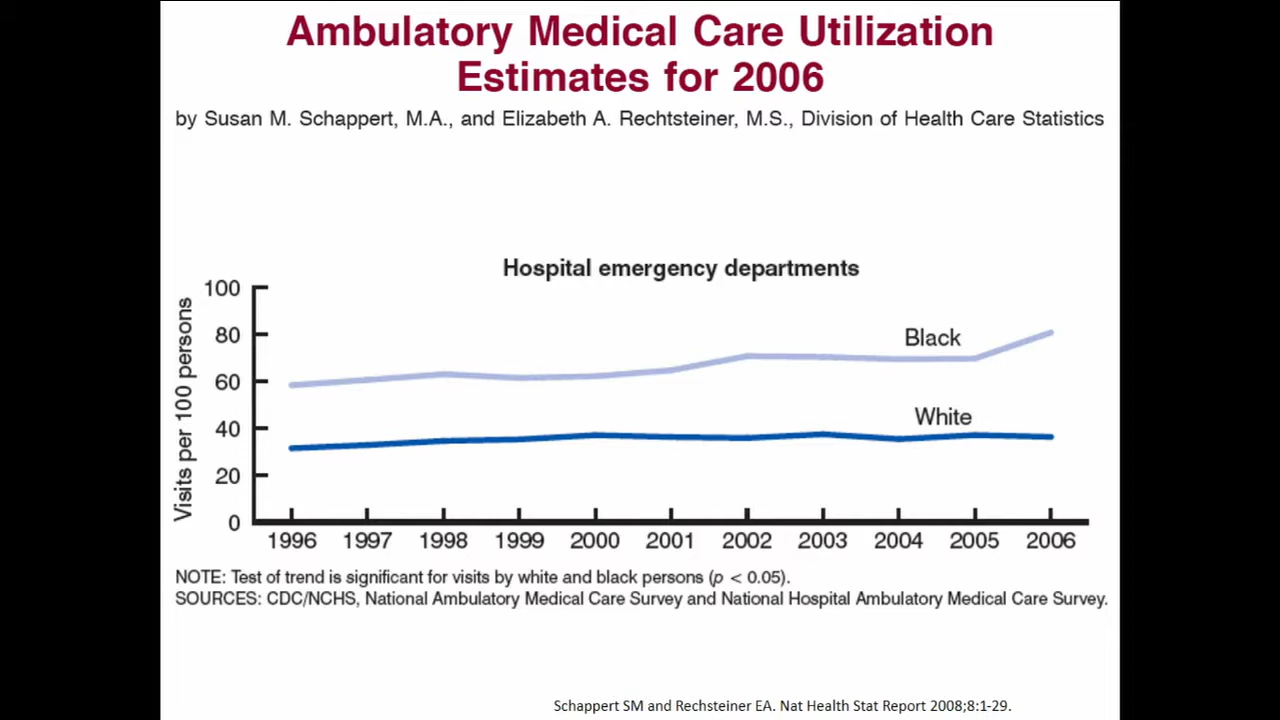 Ambulatory Medical Care Utilization
Estimates for 2006
by Susan M. Schappert, M.A., and Elizabeth A. Rechtsteiner, M.S., Division of Health Care Statistics
Hospital emergency departments
Visits per 100 persons
100
80
60
40
20
0
Black
White
1996 1997 1998 1999 2000 2001 2002 2003 2004 2005 2006
NOTE: Test of trend is significant for visits by white and black persons (p < 0.05).
SOURCES: CDC/NCHS, National Ambulatory Medical Care Survey and National Hospital Ambulatory Medical Care Survey.
Schappert SM and Rechsteiner EA. Nat Health Stat Report 2008;8:1-29.